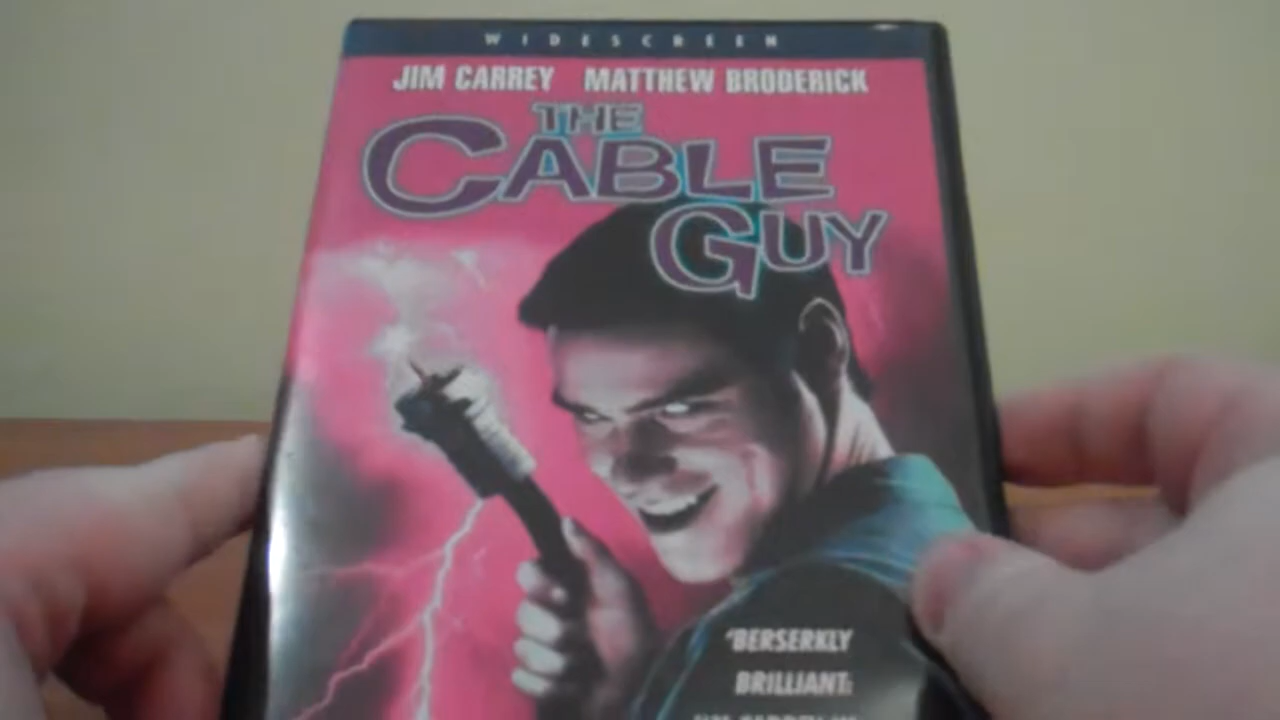 WIDESCREEN
JIM CARREY MATTHEW BRODERICK
THE
CABLE
GUY
"BERSERKLY
BRILLIANT: